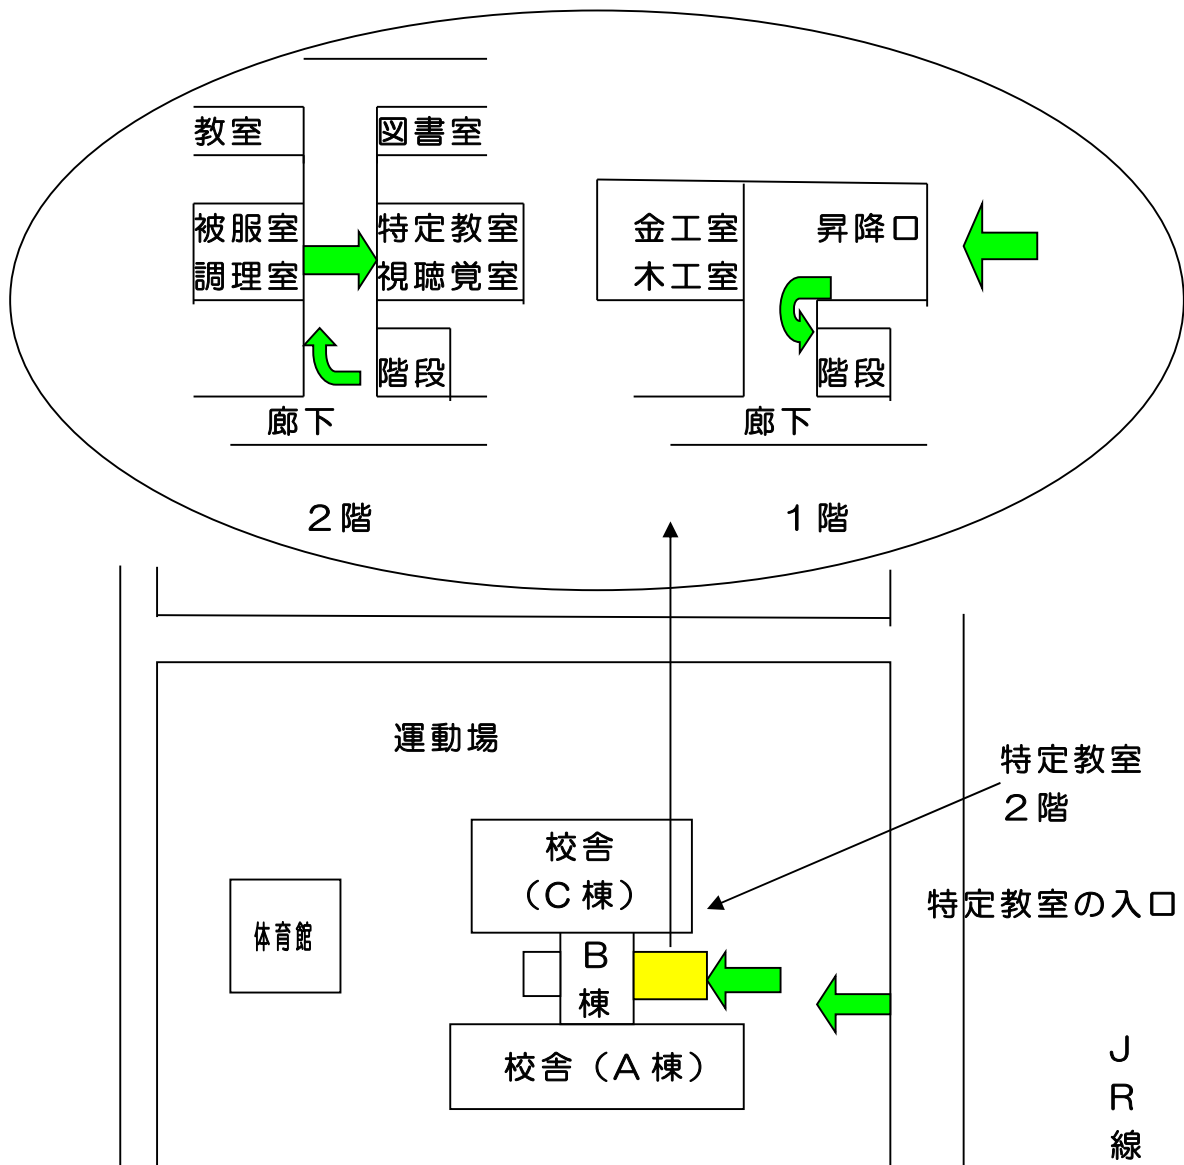 教室
図書室
被服室
調理室
特定教室
視聴覚室
階段
廊下
２階
金工室
木工室
昇降口
階段
廊下
１階
運動場
特定教室
２階
校舎
（Ｃ棟）
特定教室の入口
体育館
Ｂ
棟
校舎（Ａ棟）
Ｊ
Ｒ
線